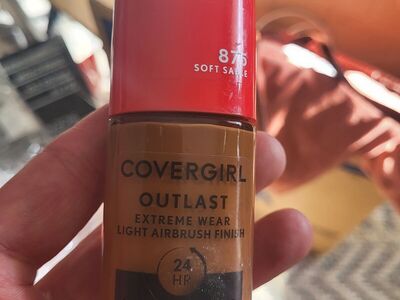 875
SOFT SABLE
COVERGIRL
OUTLAST
EXTREME WEAR
LIGHT AIRBRUSH FINISH
24
HR